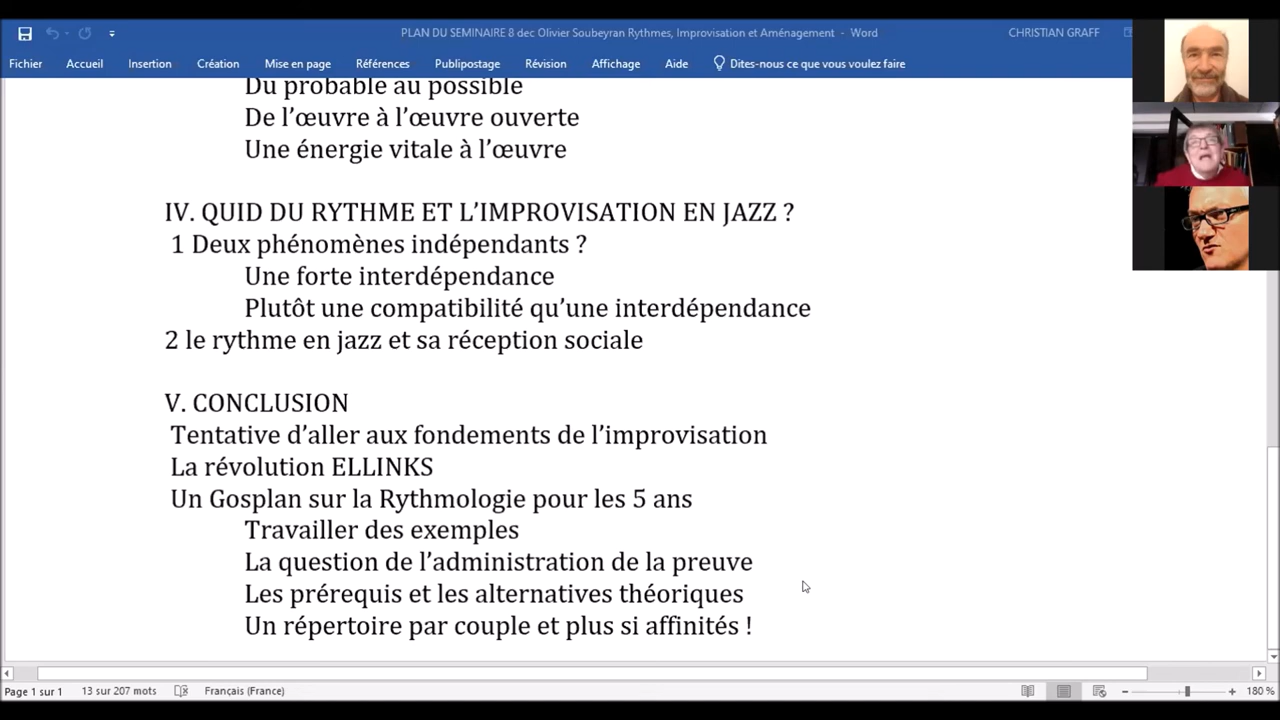 PLAN DU SEMINAIRE 8 dec Olivier Soubeyran Rythmes, Improvisation et Aménagement - Word
CHRISTIAN GRAFF
Fichier Accueil Insertion Création Mise en page Références Publipostage Révision Affichage Aide Dites-nous ce que vous voulez faire
Du probable au possible
De l’œuvre à l’œuvre ouverte
Une énergie vitale à l’œuvre
IV. QUID DU RYTHME ET L’IMPROVISATION EN JAZZ ?
1 Deux phénomènes indépendants ?
Une forte interdépendance
Plutôt une compatibilité qu’une interdépendance
2 le rythme en jazz et sa réception sociale
V. CONCLUSION
Tentative d’aller aux fondements de l’improvisation
La révolution ELLINKS
Un Gosplan sur la Rythmologie pour les 5 ans
Travailler des exemples
La question de l’administration de la preuve
Les prérequis et les alternatives théoriques
Un répertoire par couple et plus si affinités !
Page 1 sur 1 13 sur 207 mots Français (France) 180 %